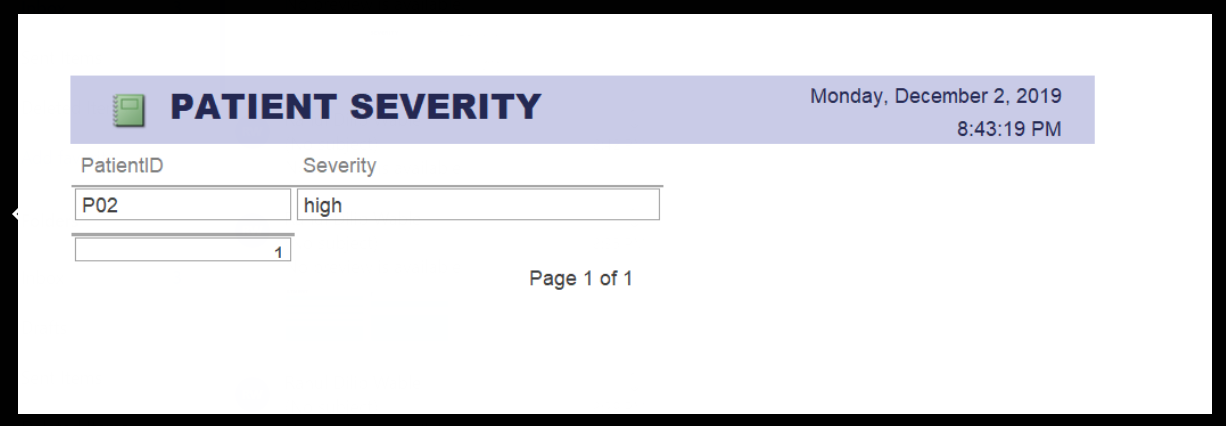 PATIENT SEVERITY
Monday, December 2, 2019
8:43:19 PM
PatientID Severity
P02 high
1
Page 1 of 1